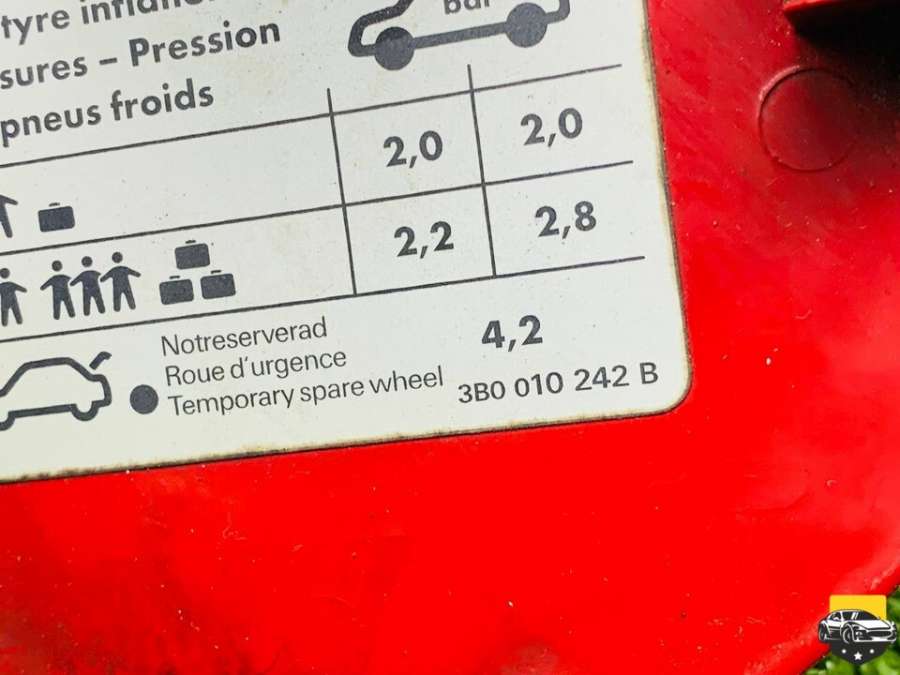 tyre
sures – Pression
pneus froids
bar
2,0 2,0
2,2 2,8
Notreserverad
Roue d'urgence
Temporary spare wheel
4,2
3B0 010 242 B